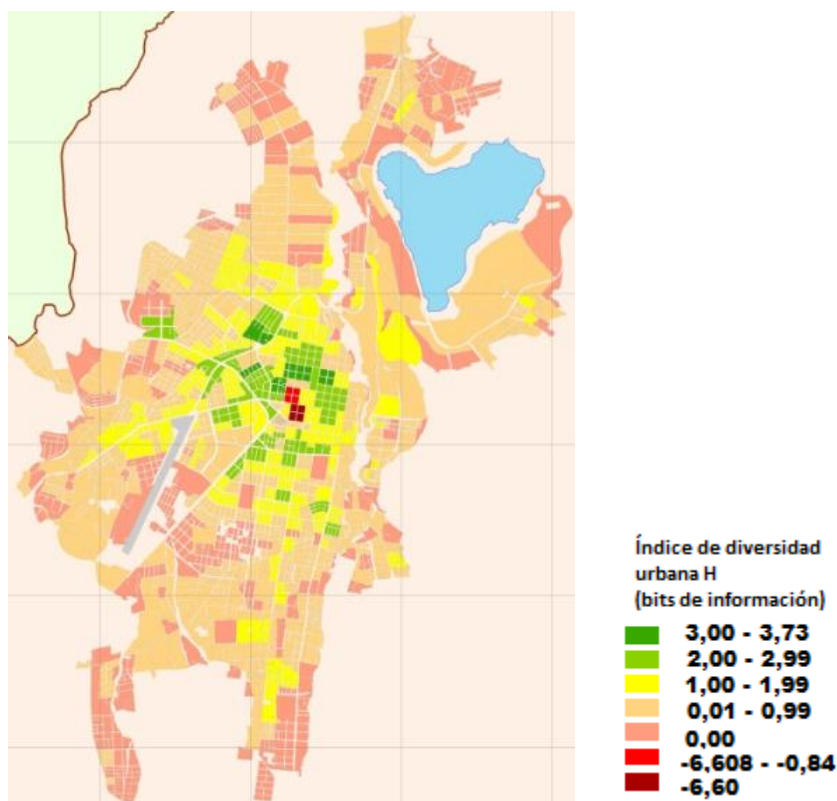 Índice de diversidad
urbana H
(bits de información)
3,00 - 3,73
2,00 - 2,99
1,00 - 1,99
0,01 - 0,99
0,00
-6,608 - -0,84
-6,60